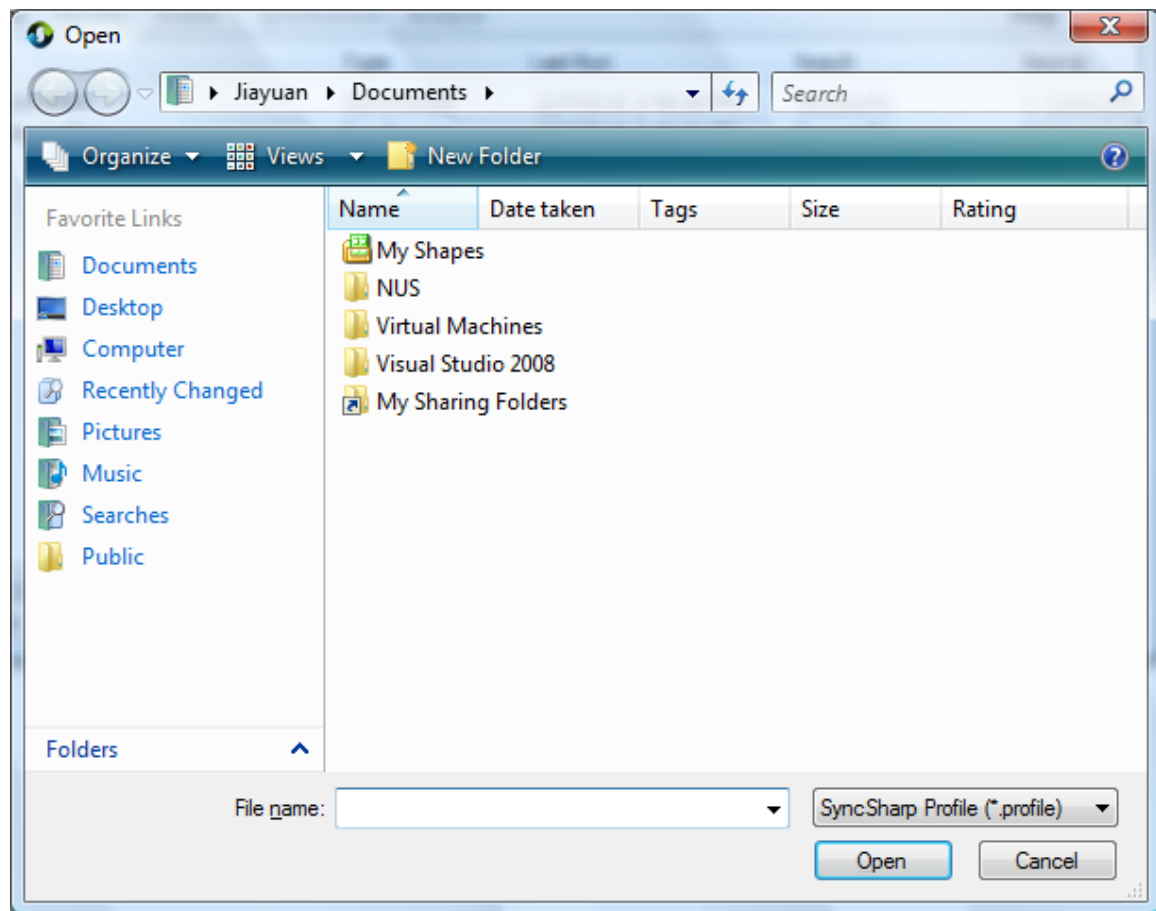 Open
Jiayuan Documents
Search
Organize Views New Folder
Favorite Links
Documents
Desktop
Computer
Recently Changed
Pictures
Music
Searches
Public
Folders
Name Date taken Tags Size Rating
My Shapes
NUS
Virtual Machines
Visual Studio 2008
My Sharing Folders
File name: SyncSharp Profile (*.profile)
Open Cancel